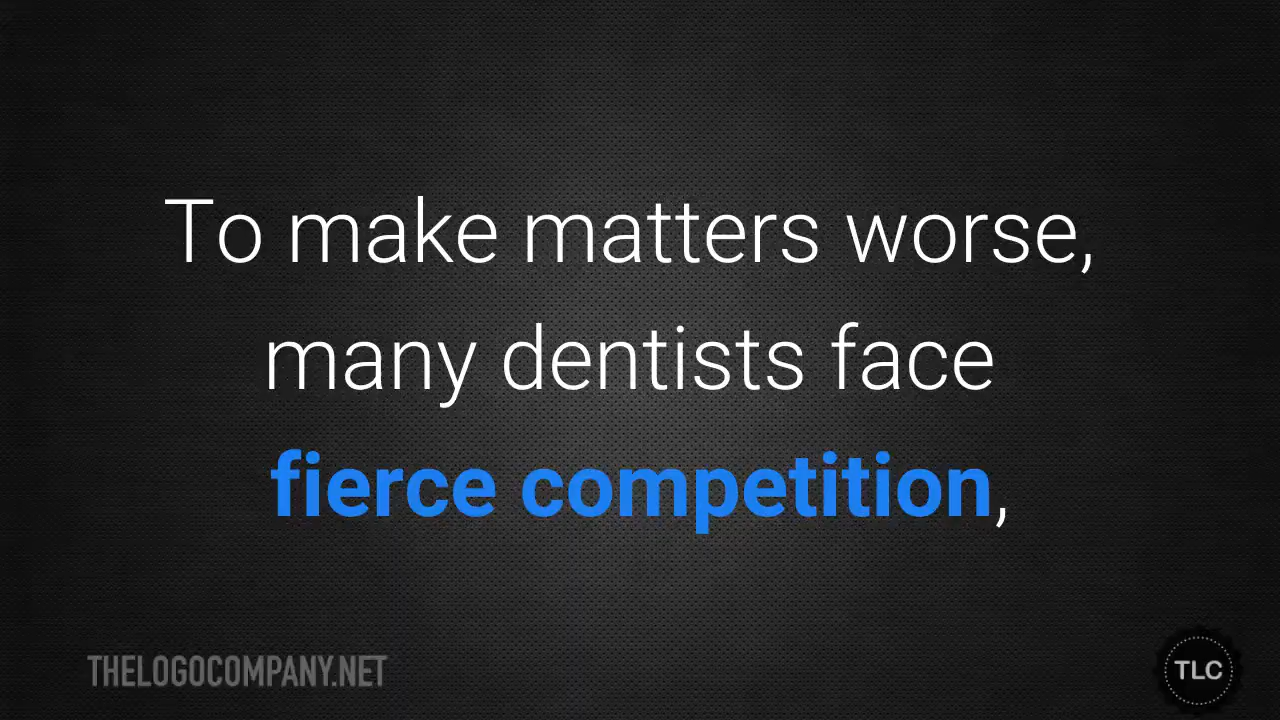 To make matters worse,
many dentists face
fierce competition,
THELOGOCOMPANY.NET
TLC